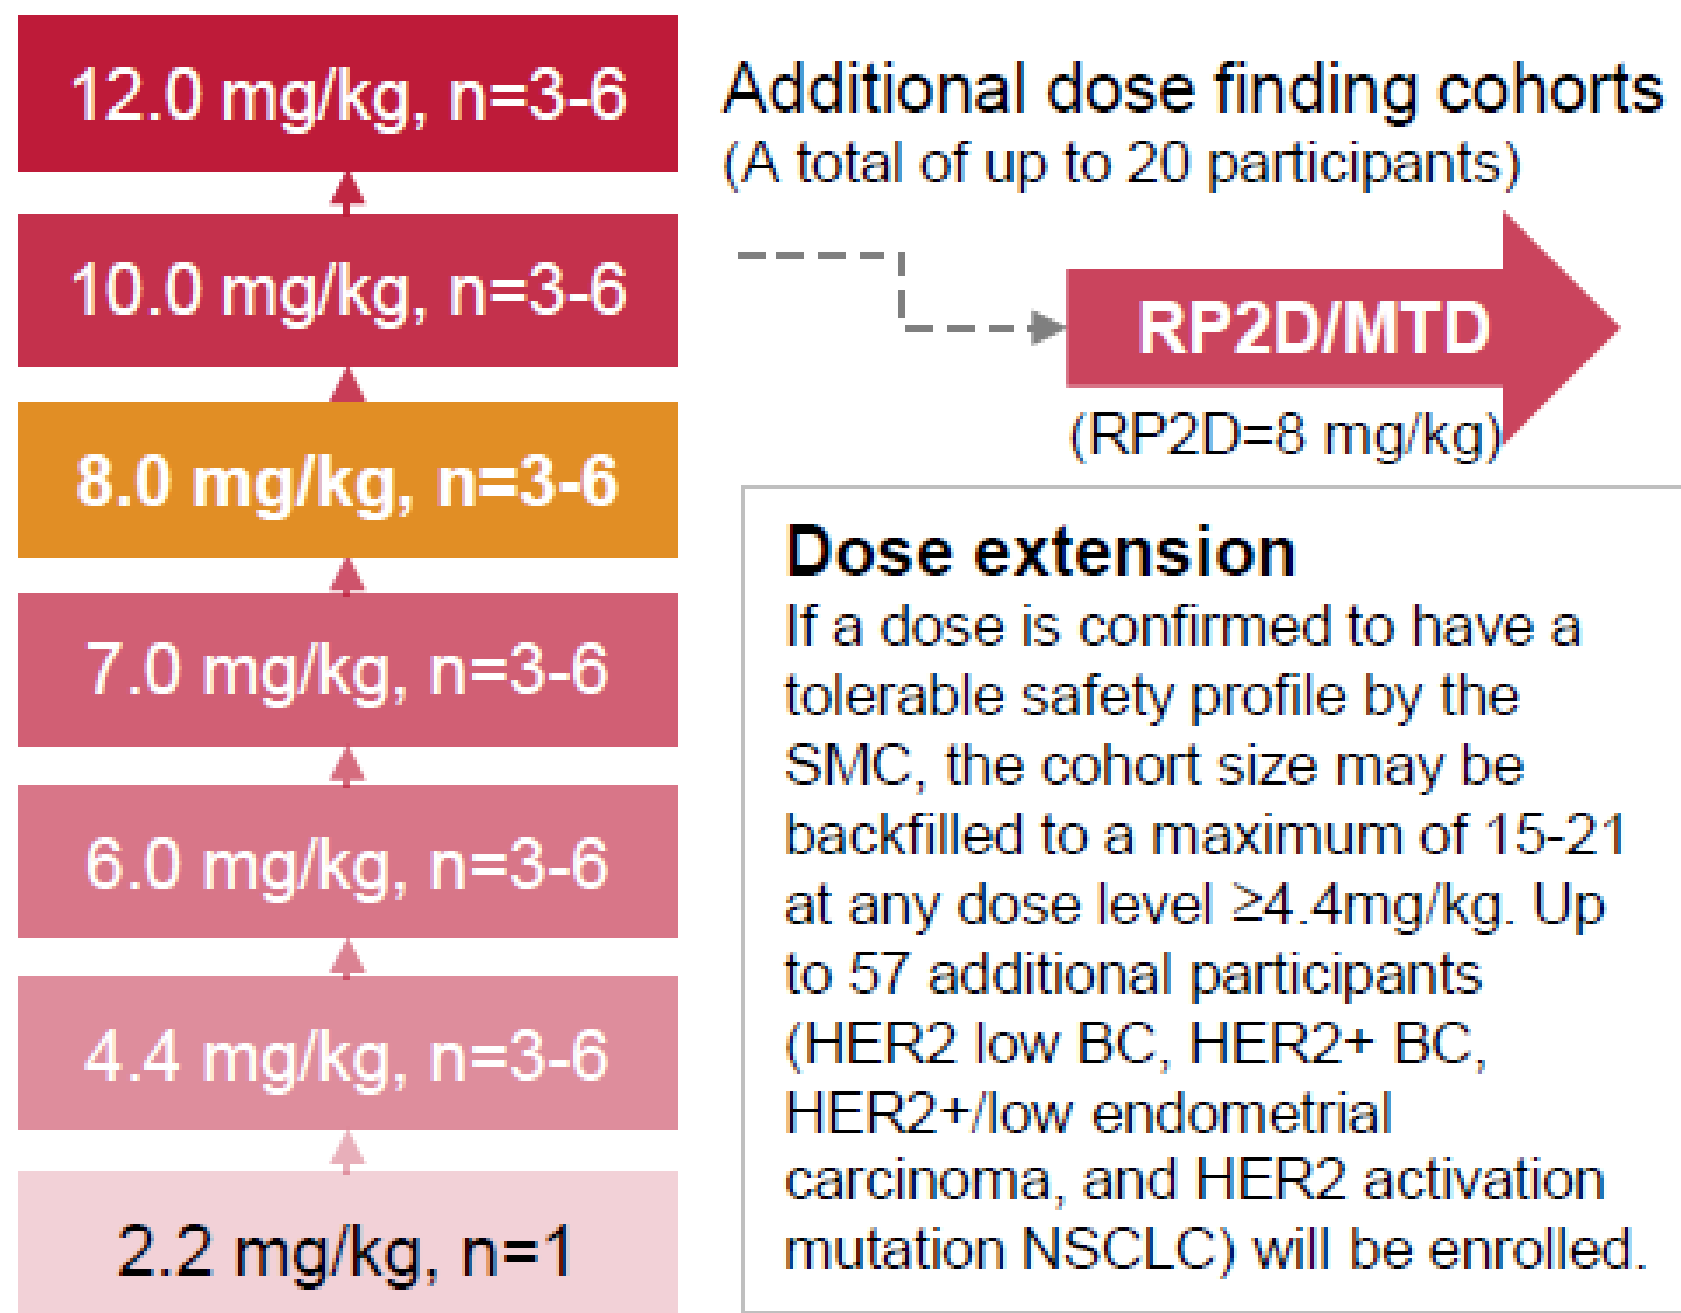 12.0 mg/kg, n=3-6
10.0 mg/kg, n=3-6
8.0 mg/kg, n=3-6
7.0 mg/kg, n=3-6
6.0 mg/kg, n=3-6
4.4 mg/kg, n=3-6
2.2 mg/kg, n=1
Additional dose finding cohorts
(A total of up to 20 participants)
RP2D/MTD
(RP2D=8 mg/kg)
Dose extension
If a dose is confirmed to have a
tolerable safety profile by the
SMC, the cohort size may be
backfilled to a maximum of 15-21
at any dose level ≥4.4mg/kg. Up
to 57 additional participants
(HER2 low BC, HER2+ BC,
HER2+/low endometrial
carcinoma, and HER2 activation
mutation NSCLC) will be enrolled.